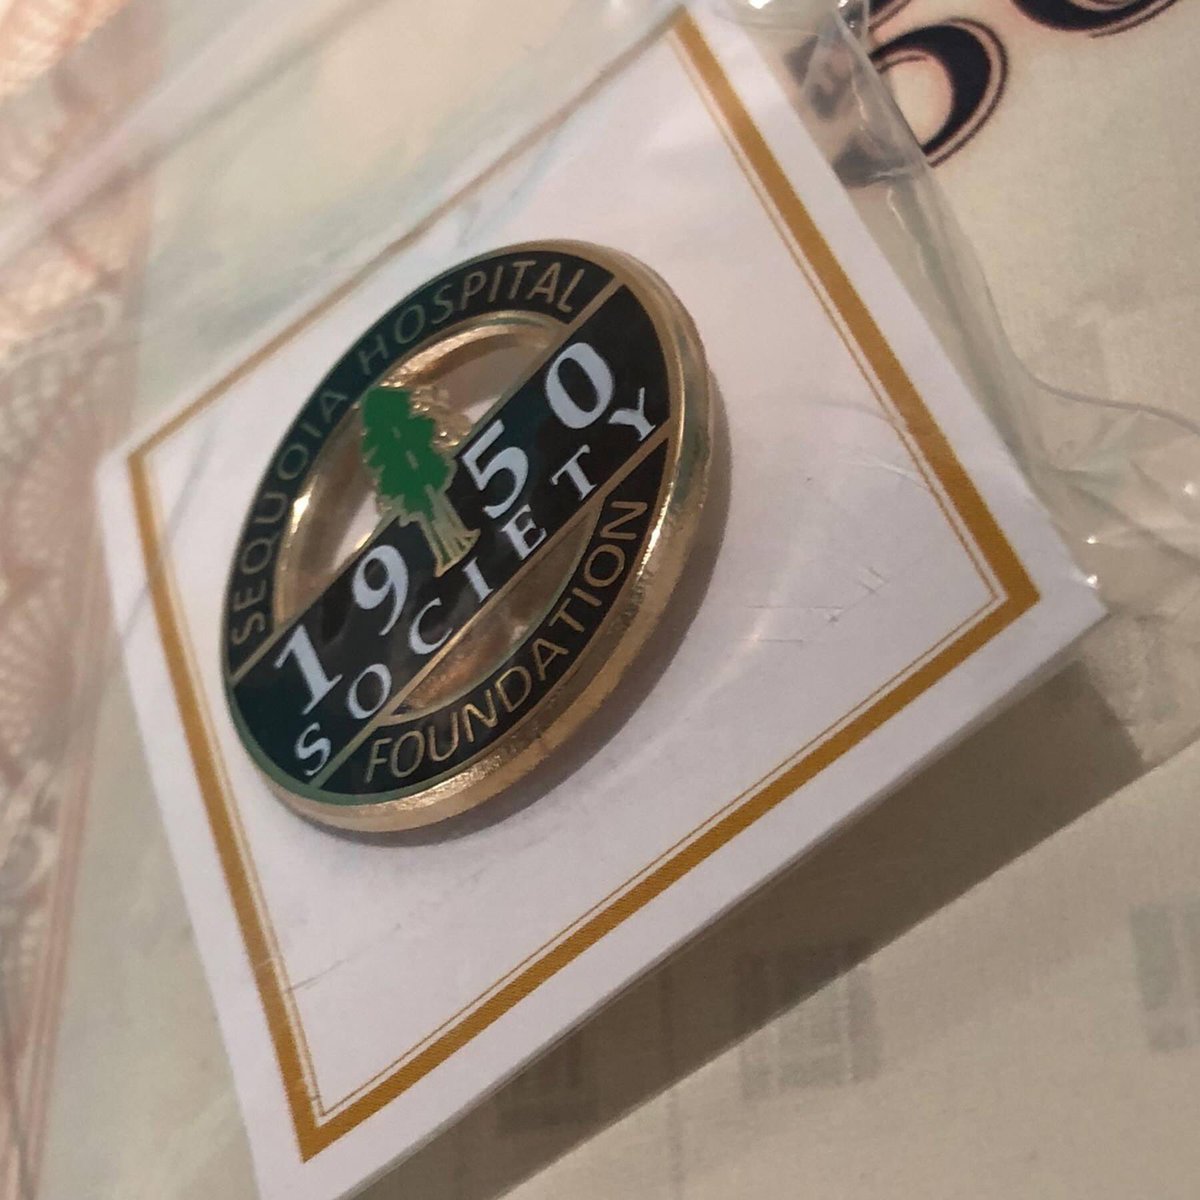 SEQUOIA HOSPITAL
1950
SOCIETY
FOUNDATION